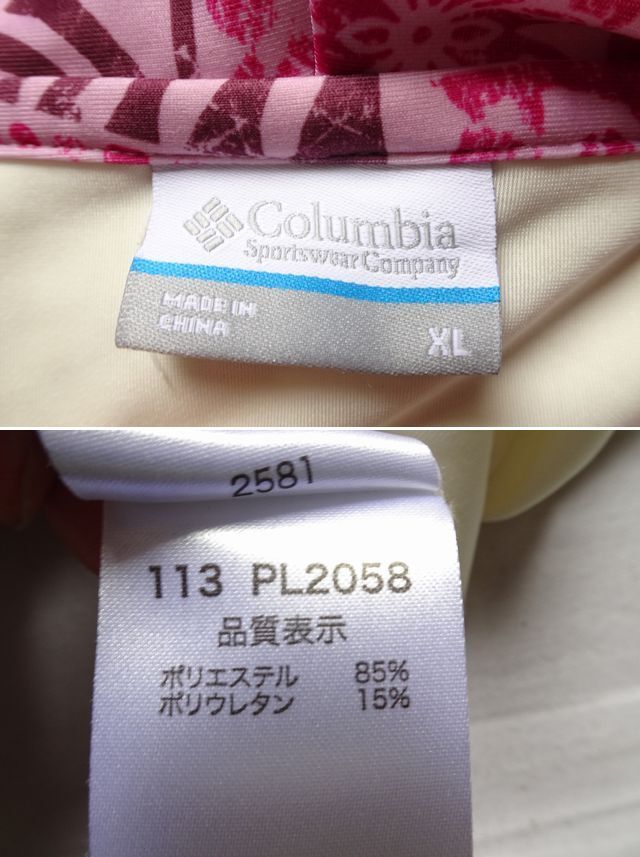 Columbia
Sportswear Company
MADE IN
CHINA
XL
2581
113 PL2058
品質表示
ポリエステル 85%
ポリウレタン 15%